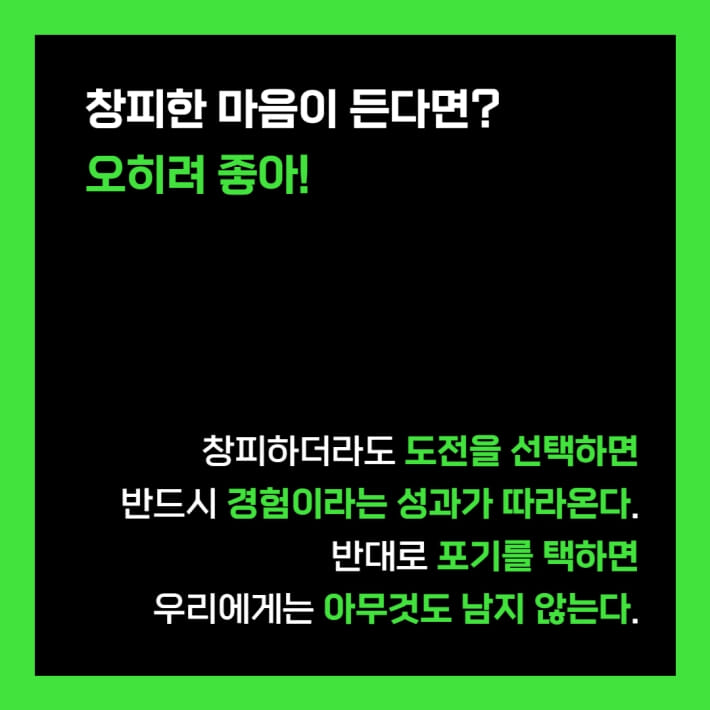 창피한 마음이 든다면?
오히려 좋아!
창피하더라도 도전을 선택하면
반드시 경험이라는 성과가 따라온다.
반대로 포기를 택하면
우리에게는 아무것도 남지 않는다.